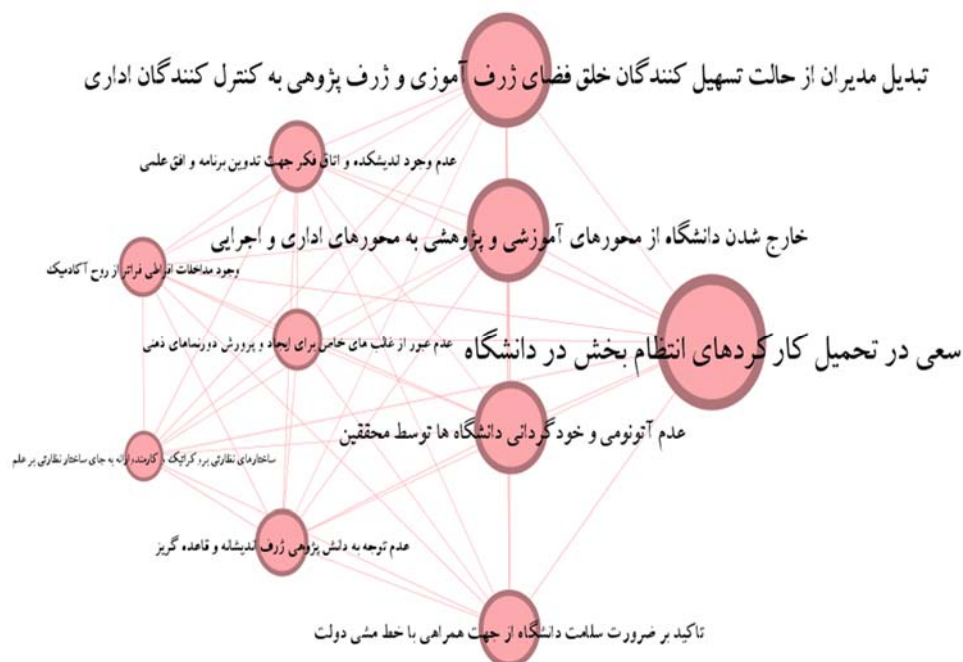 تبدیل مدیران از حالت تسهیل کنندگان خلق فضای ژرف آموزی و ژرف پژوهی به کنترل کنندگان اداری
عدم وجود اندیشکده و اتاق فکر جهت تدوین برنامه و افق علمی
خارج شدن دانشگاه از محورهای آموزشی و پژوهشی به محورهای اداری و اجرایی
وجود مداخلات افراطی فراتر از روح آکادمیک
سعی در تحمیل کارکردهای انتظام بخش در دانشگاه
عدم عبور از غالب های خاص برای ایجاد و پرورش دورنماهای ذهنی
عدم آتونومی و خودگردانی دانشگاه ها توسط محققین
ساختارهای نظارتی بروکراتیک و کارمندوارانه به جای ساختار نظارتی بر علم
عدم توجه به دانش پژوهی ژرف اندیشانه و قاعده گریز
تاکید بر ضرورت سلامت دانشگاه از جهت همراهی با خط مشی دولت